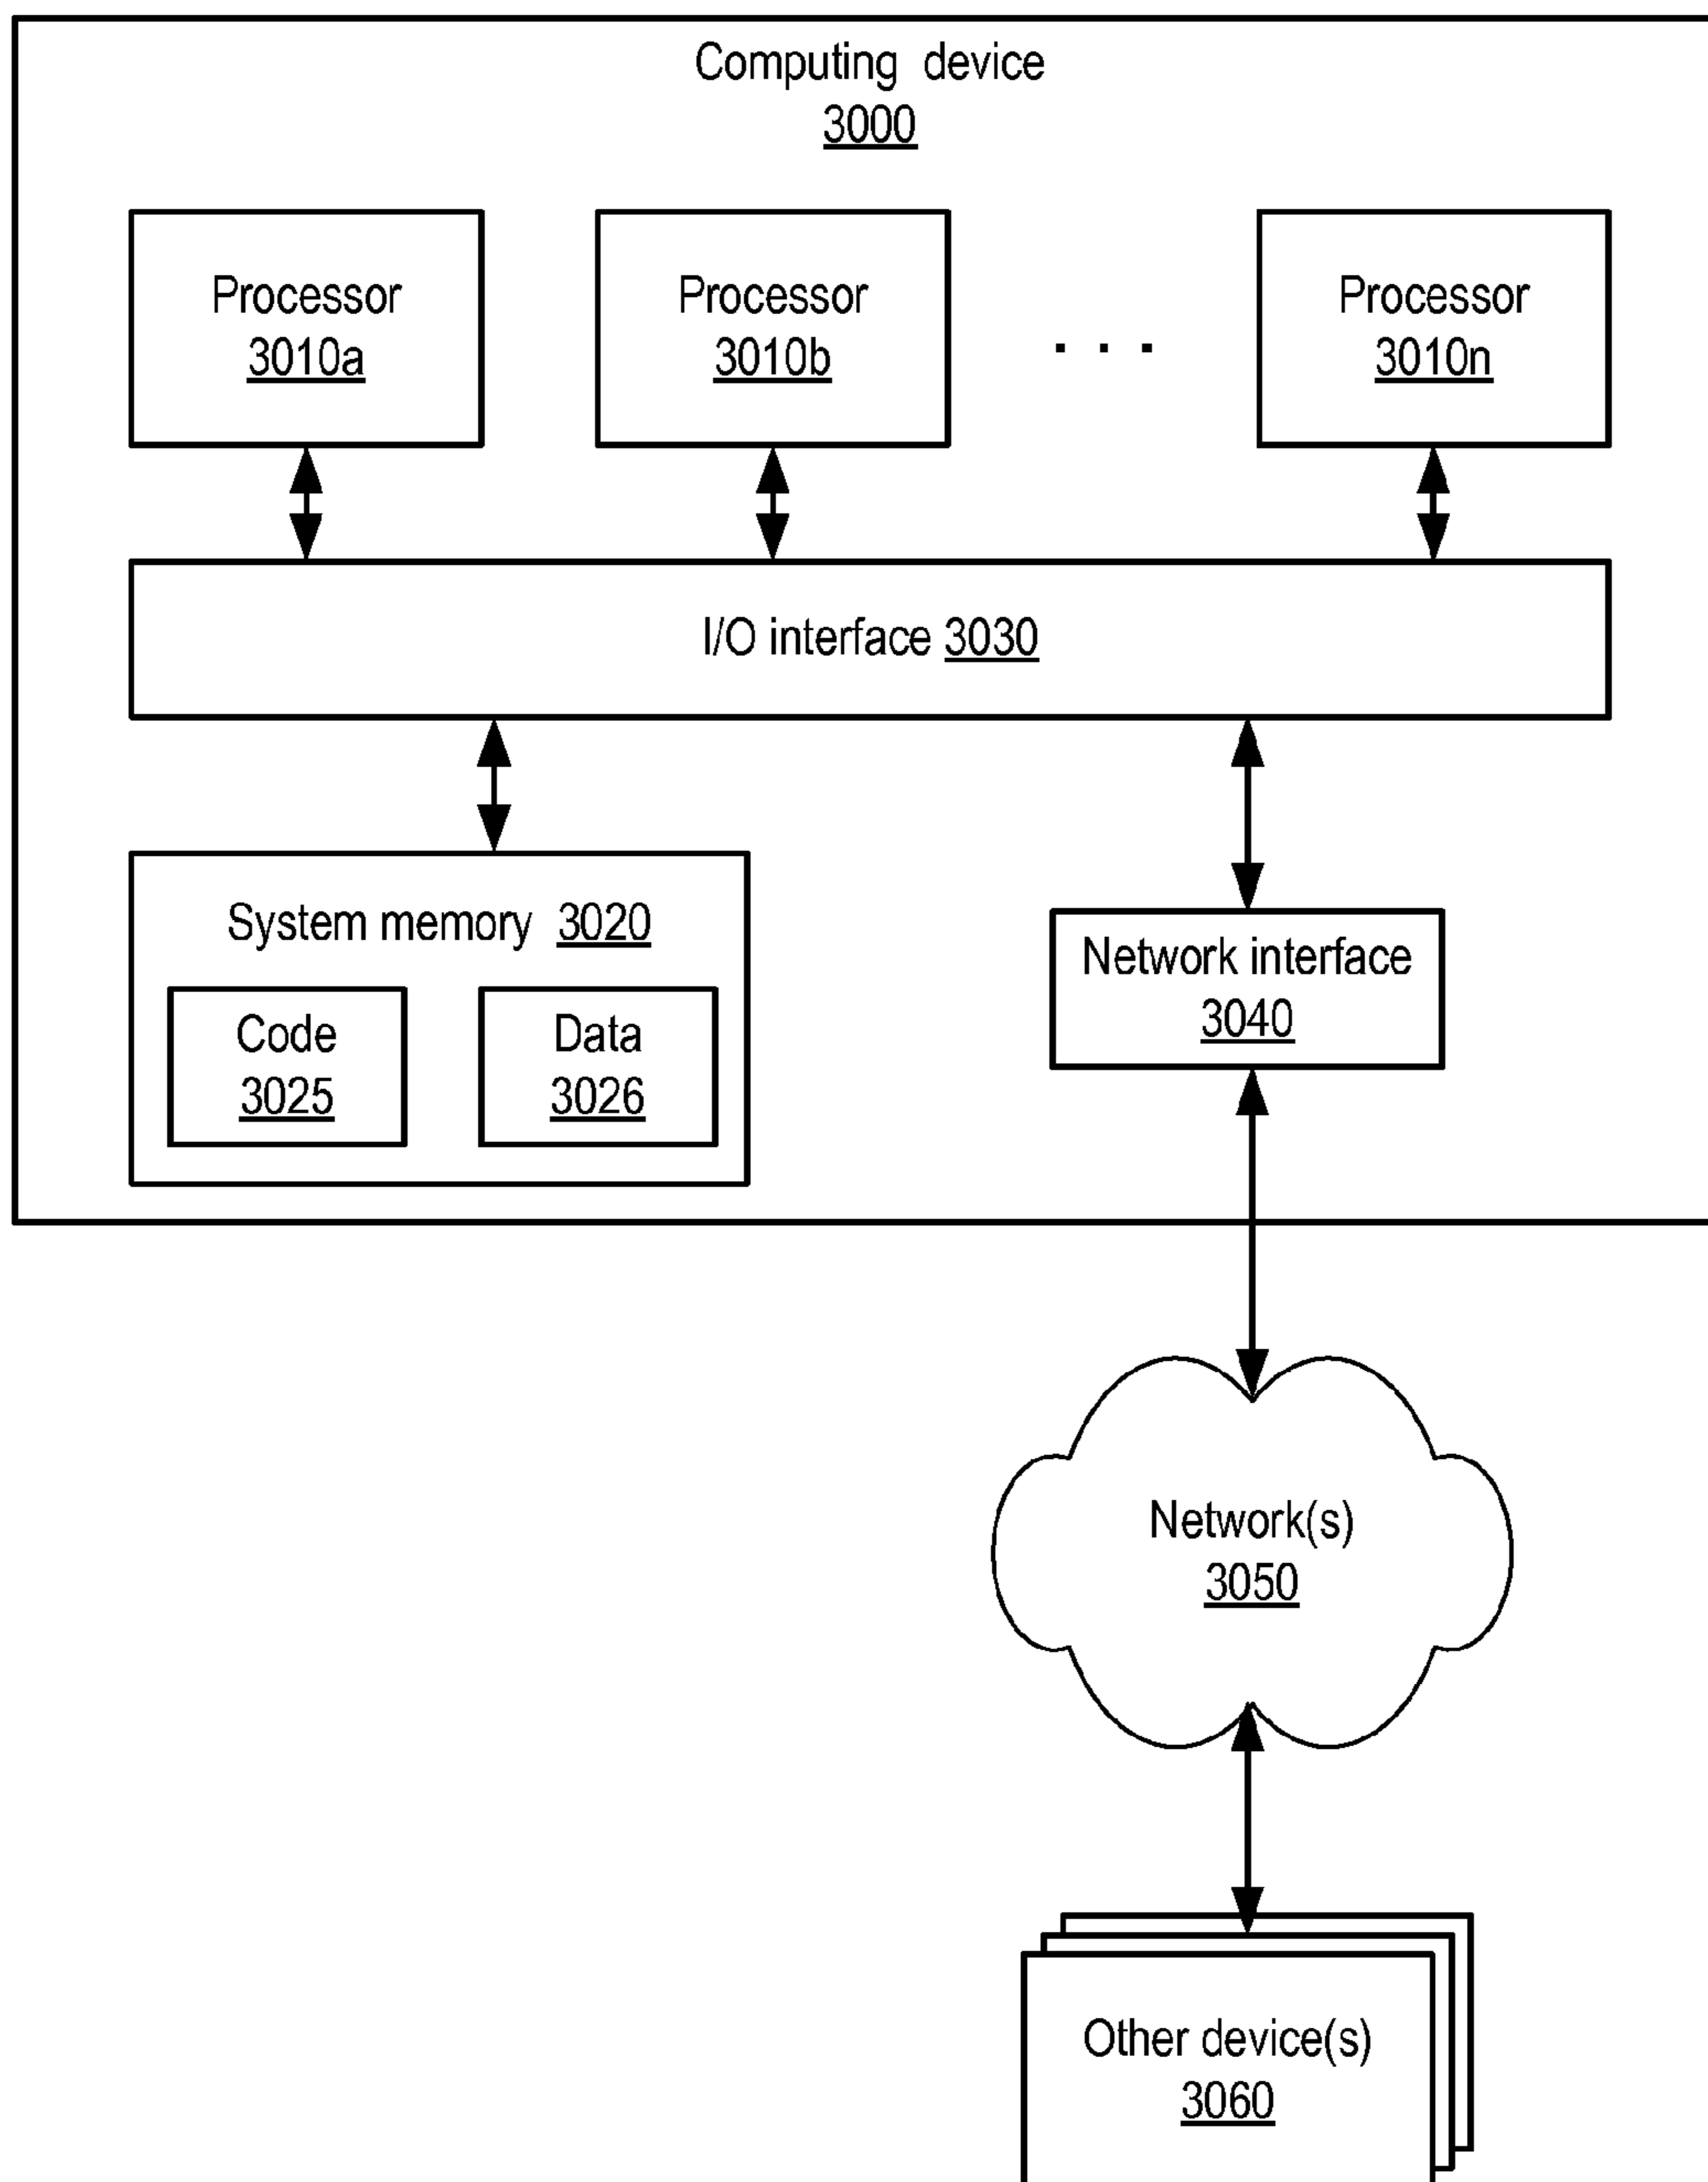 Computing device
3000
Processor
3010a
Processor
3010b
. . .
Processor
3010n
I/O interface 3030
System memory 3020
Code
3025
Data
3026
Network interface
3040
Network(s)
3050
Other device(s)
3060